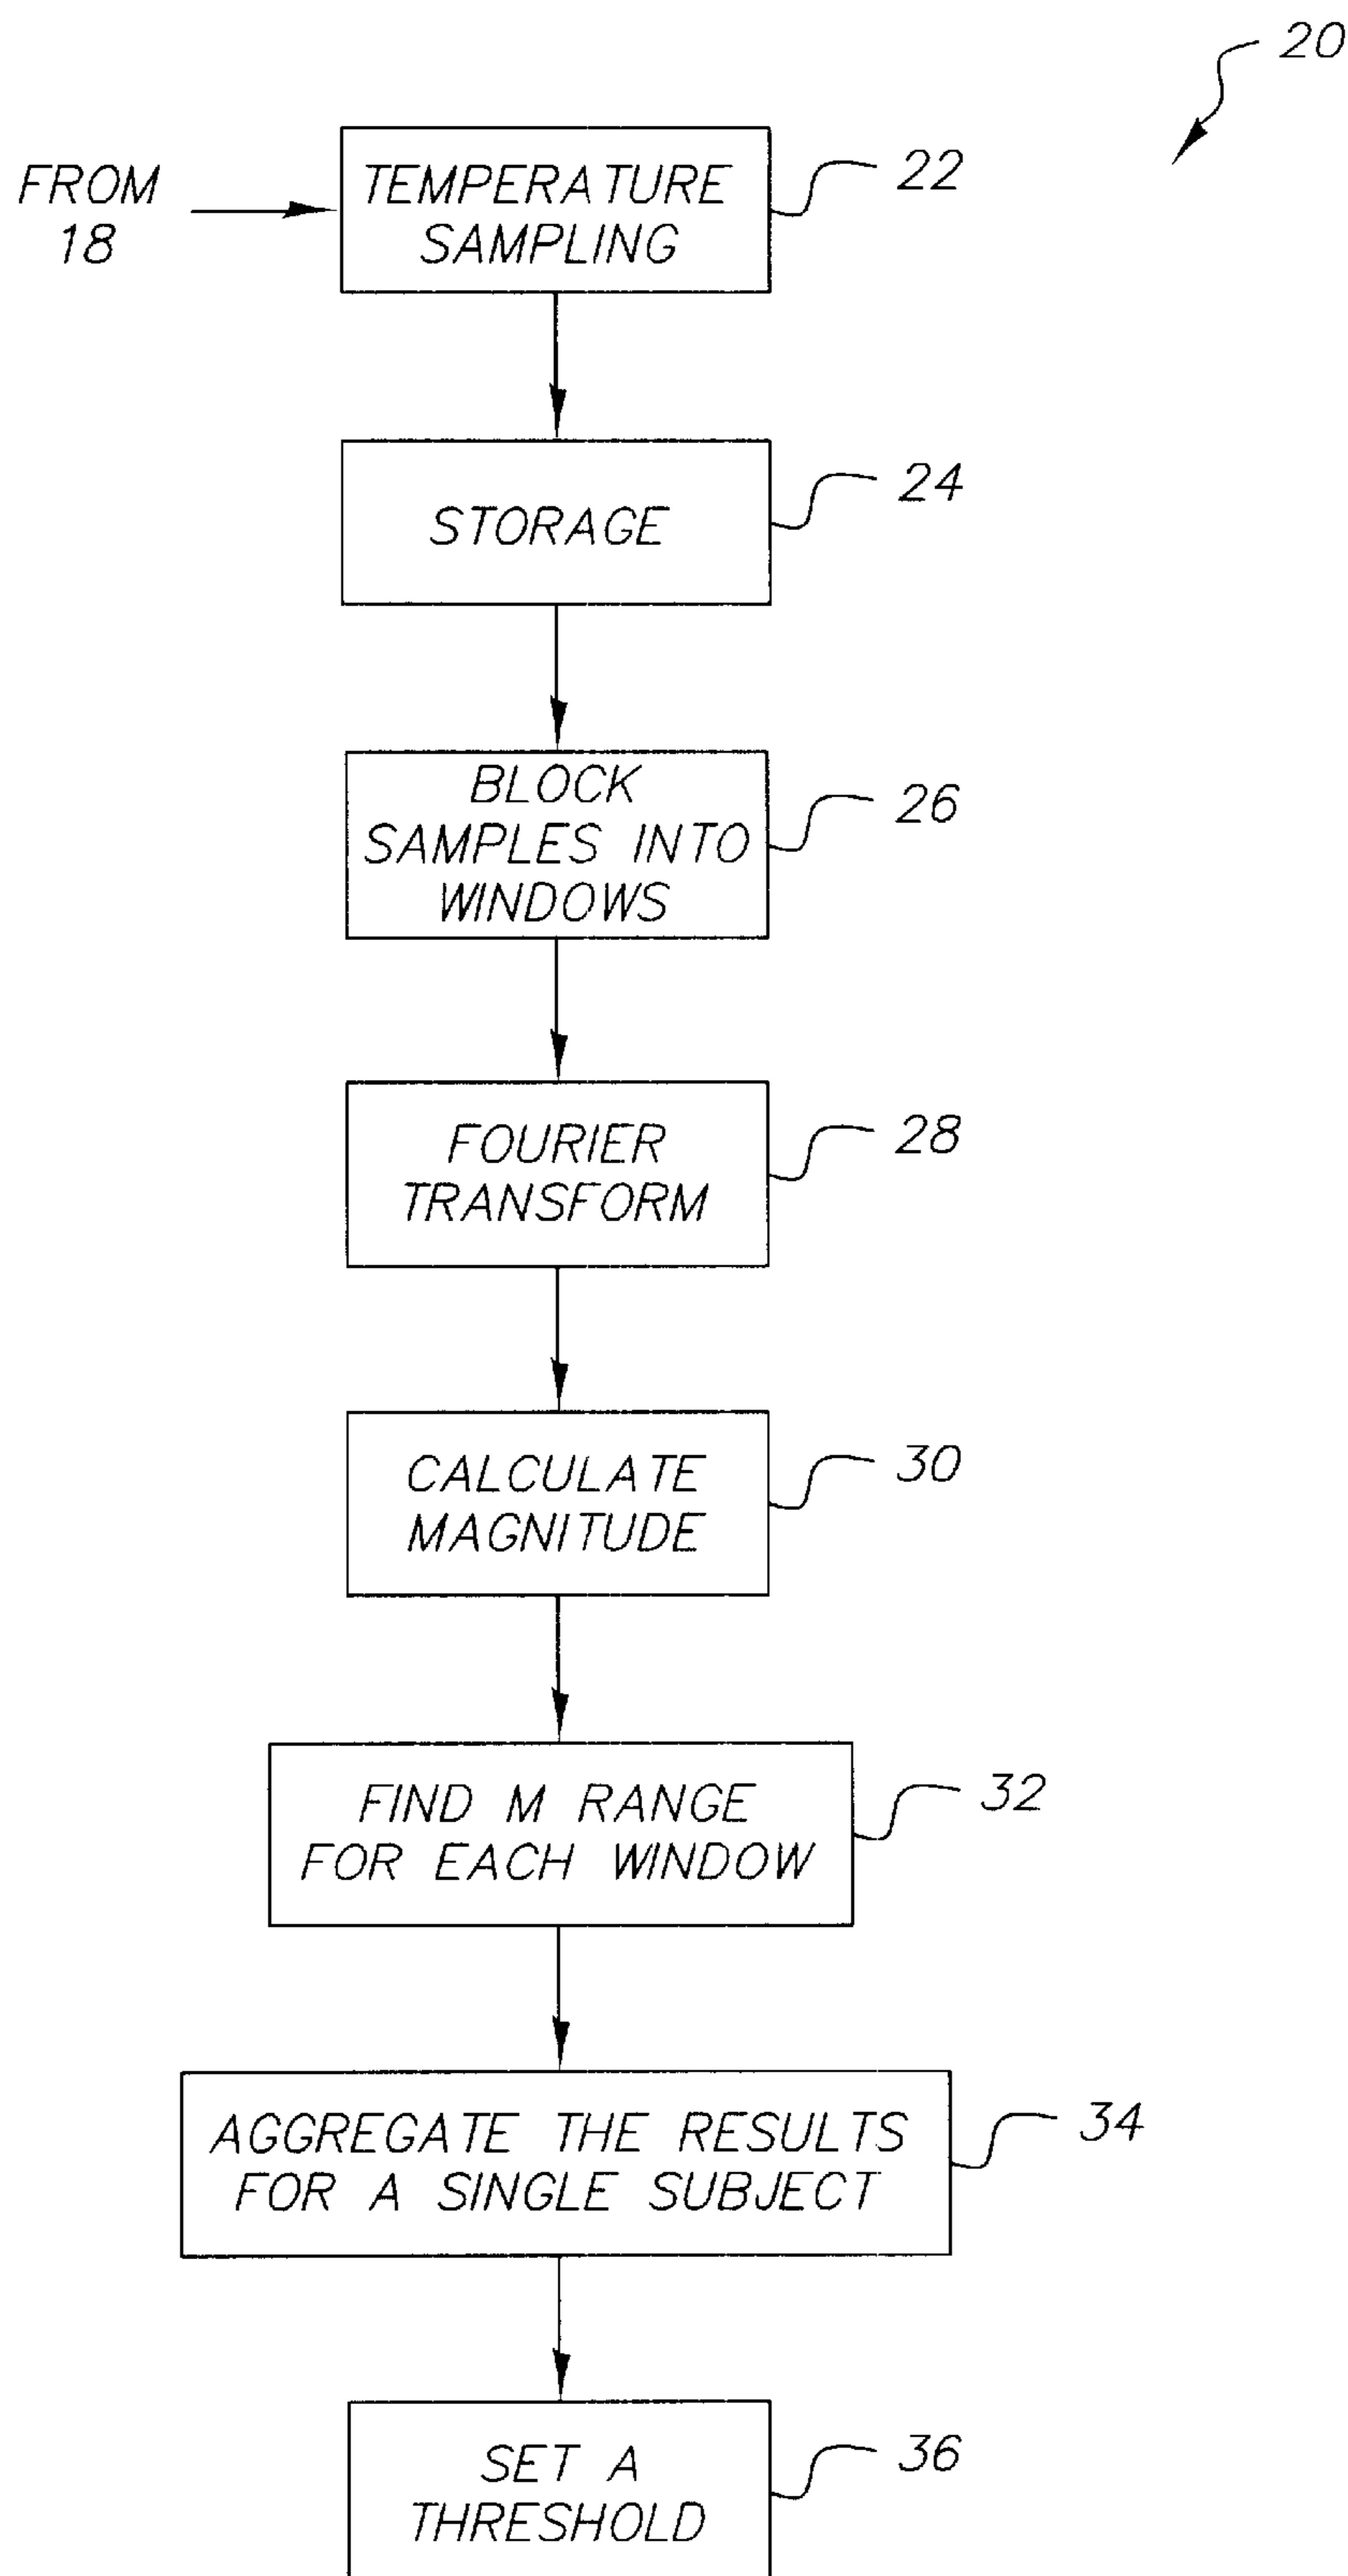 20
FROM
18
TEMPERATURE
SAMPLING
22
STORAGE
24
BLOCK
SAMPLES INTO
WINDOWS
26
FOURIER
TRANSFORM
28
CALCULATE
MAGNITUDE
30
FIND M RANGE
FOR EACH WINDOW
32
AGGREGATE THE RESULTS
FOR A SINGLE SUBJECT
34
SET A
THRESHOLD
36